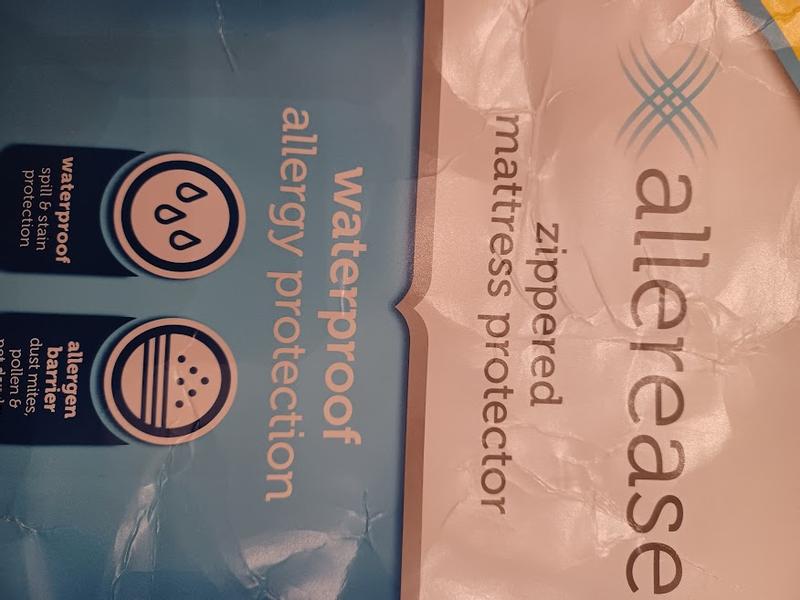 allerease
zippered
mattress protector
waterproof
allergy protection
waterproof
spill & stain
protection
allergen
barrier
dust mites,
pollen &